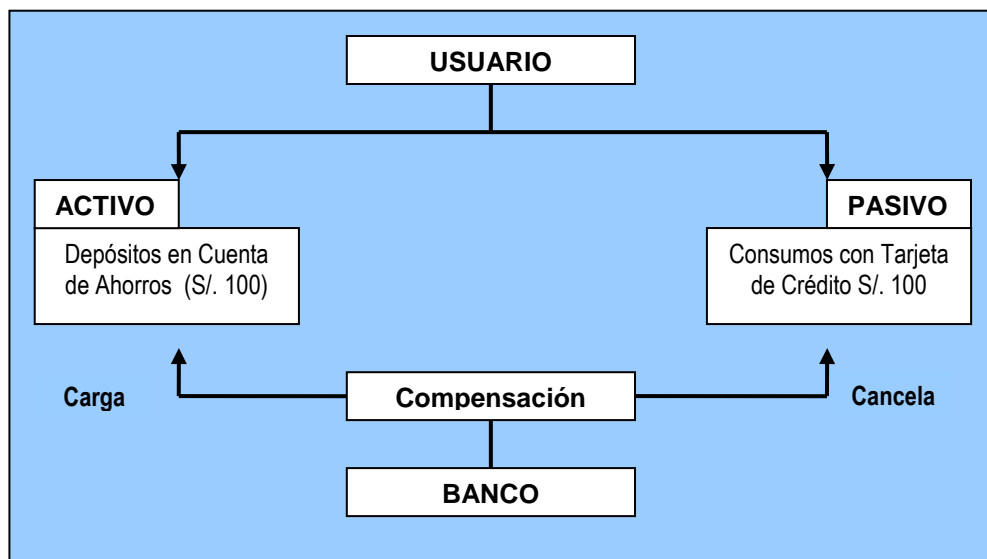 USUARIO
ACTIVO
Depósitos en Cuenta
de Ahorros (S/. 100)
PASIVO
Consumos con Tarjeta
de Crédito S/. 100
Carga
Compensación
Cancela
BANCO